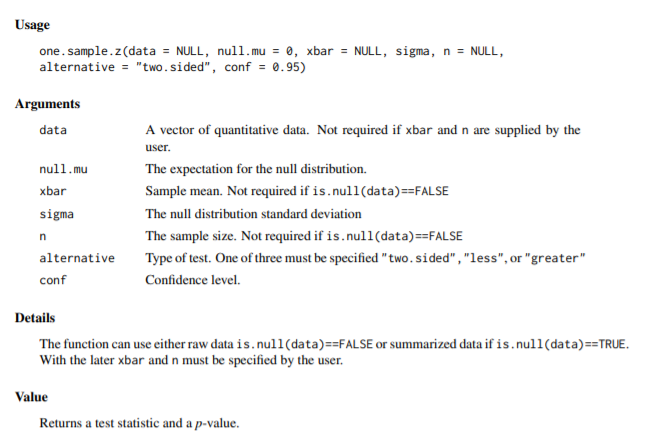 Usage
one.sample.z(data = NULL, null.mu = 0, xbar = NULL, sigma, n = NULL,
alternative = "two.sided", conf = 0.95)
Arguments
data A vector of quantitative data. Not required if xbar and n are supplied by the
user.
null.mu The expectation for the null distribution.
xbar Sample mean. Not required if is.null(data)==FALSE
sigma The null distribution standard deviation
n The sample size. Not required if is.null(data)==FALSE
alternative Type of test. One of three must be specified "two.sided","less", or "greater"
conf Confidence level.
Details
The function can use either raw data is.null(data)==FALSE or summarized data if is.null(data)==TRUE.
With the later xbar and n must be specified by the user.
Value
Returns a test statistic and a p-value.